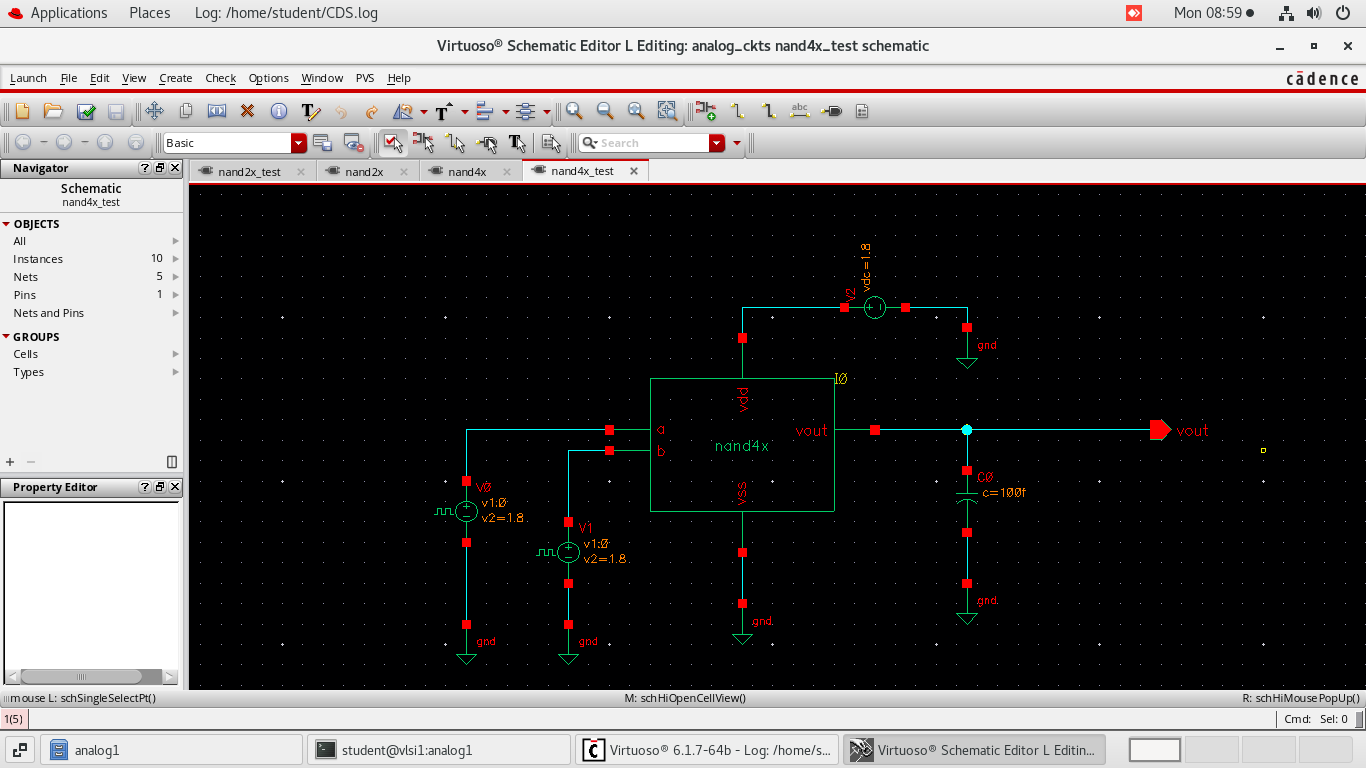 Applications Places Log: /home/student/CDS.log Mon 08:59
Virtuoso® Schematic Editor L Editing: analog_ckts nand4x_test schematic
Launch File Edit View Create Check Options Window PVS Help cādence
T T abc
Basic T Search
Navigator ?
nand2x_test nand2x nand4x nand4x_test
Schematic
nand4x_test
OBJECTS
All
Instances 10
Nets 5
Pins 1
Nets and Pins
GROUPS
Cells
Types
Property Editor ?
vdc=1.8
V2
gnd
I0
vdd
a
b
nand4x
vout
vss
vout
V0
v1:0
v2=1.8
V1
v1:0
v2=1.8
C0
c=100f
gnd
gnd
gnd
gnd
mouse L: schSingleSelectPt() M: schHiOpenCellView() R: schHiMousePopUp()
1(5) Cmd: Sel: 0
analog1 student@vlsi1:analog1 Virtuoso® 6.1.7-64b - Log: /home/s... Virtuoso® Schematic Editor L Editin...